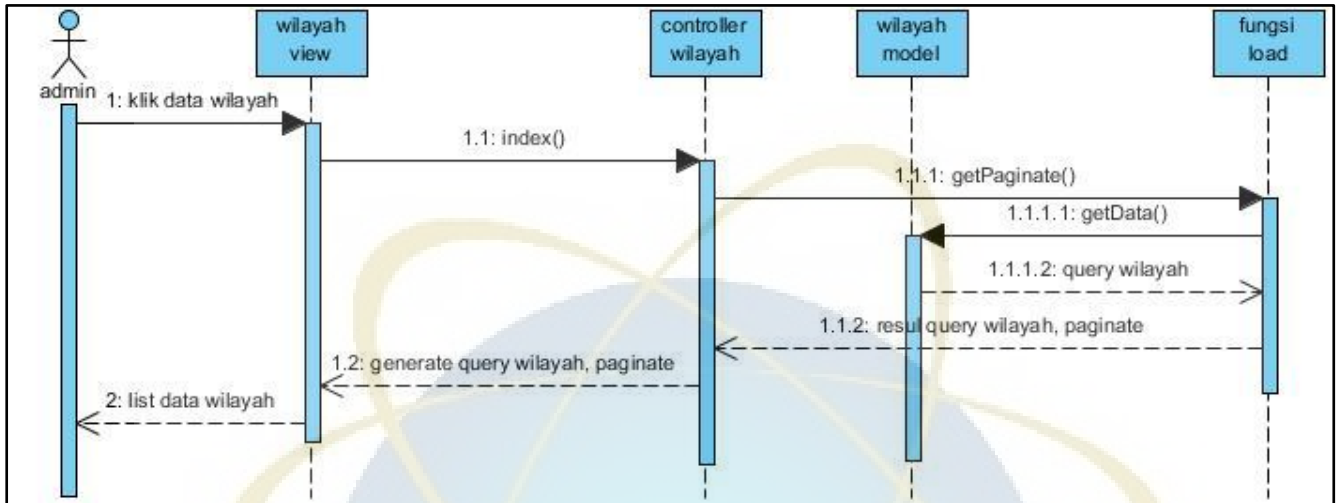 wilayah
view
controller
wilayah
wilayah
model
fungsi
load
admin
1: klik data wilayah
1.1: index()
1.1.1: getPaginate()
1.1.1.1: getData()
1.1.1.2: query wilayah
1.1.2: resul query wilayah, paginate
1.2: generate query wilayah, paginate
2: list data wilayah